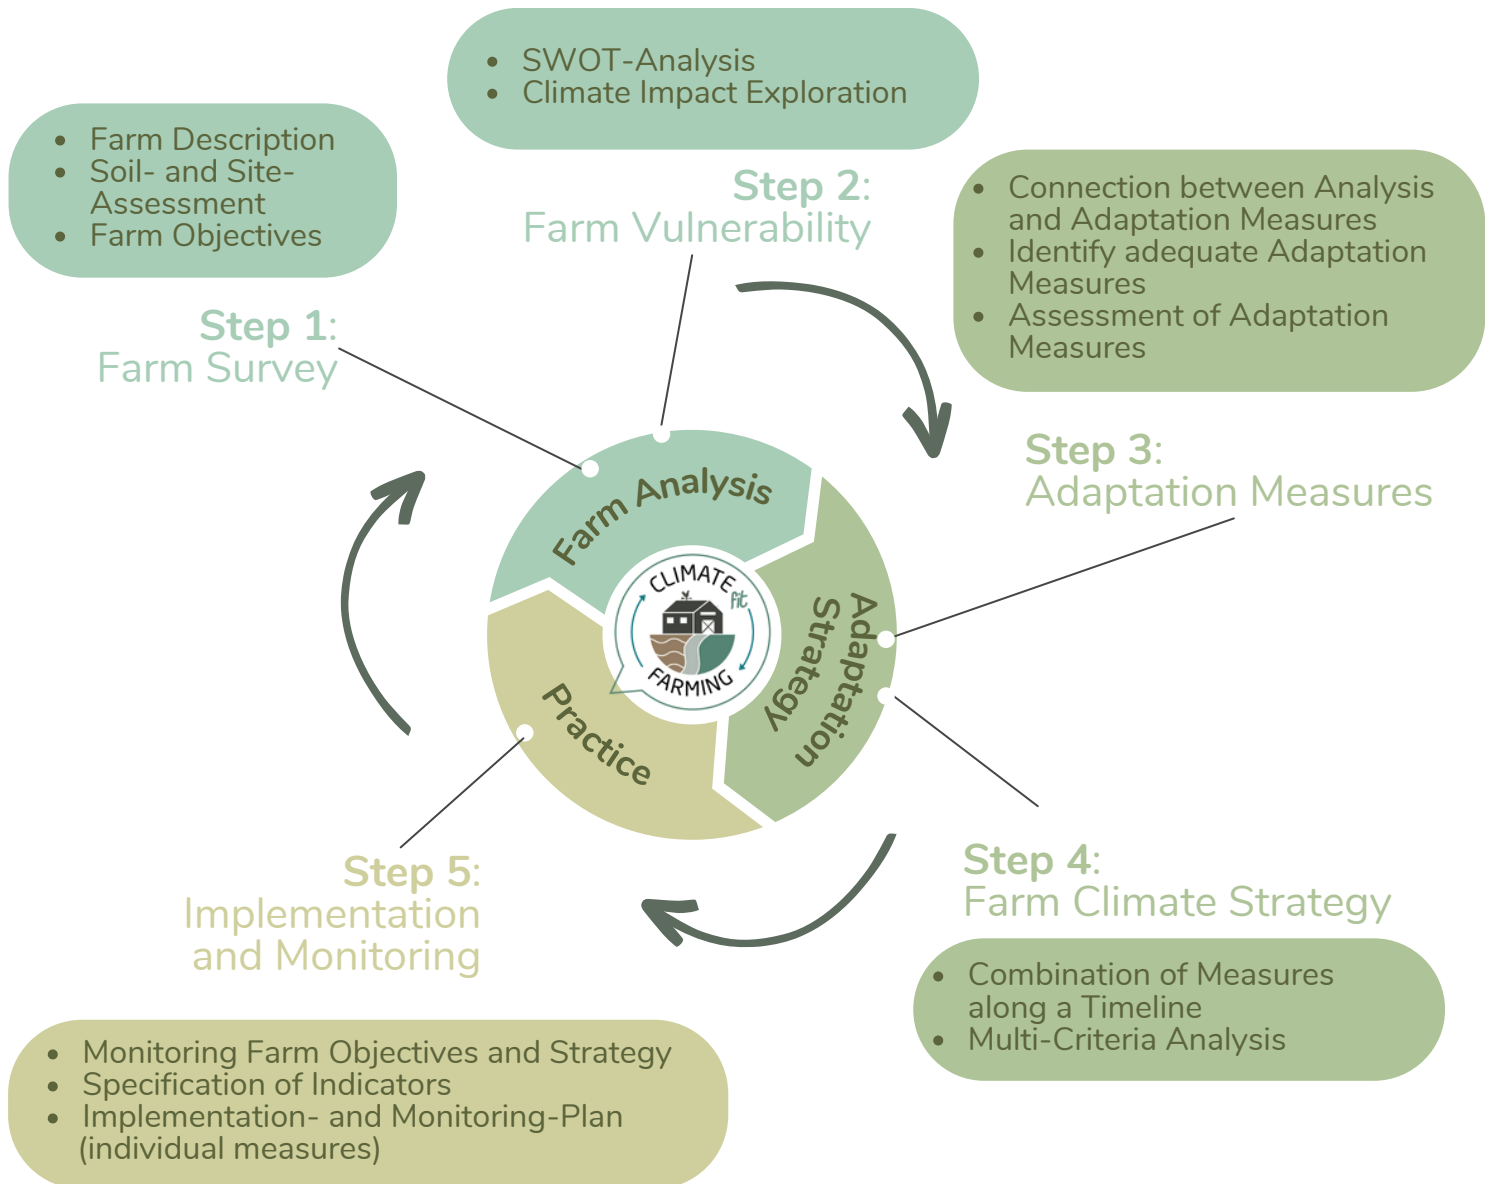 • SWOT-Analysis
• Climate Impact Exploration
• Farm Description
• Soil- and Site-
Assessment
• Farm Objectives
Step 2:
Farm Vulnerability
• Connection between Analysis
and Adaptation Measures
• Identify adequate Adaptation
Measures
• Assessment of Adaptation
Measures
Step 1:
Farm Survey
Step 3:
Adaptation Measures
Farm Analysis
Adaptation
Strategy
Practice
CLIMATE
fit
FARMING
Step 4:
Farm Climate Strategy
• Combination of Measures
along a Timeline
• Multi-Criteria Analysis
Step 5:
Implementation
and Monitoring
• Monitoring Farm Objectives and Strategy
• Specification of Indicators
• Implementation- and Monitoring-Plan
(individual measures)